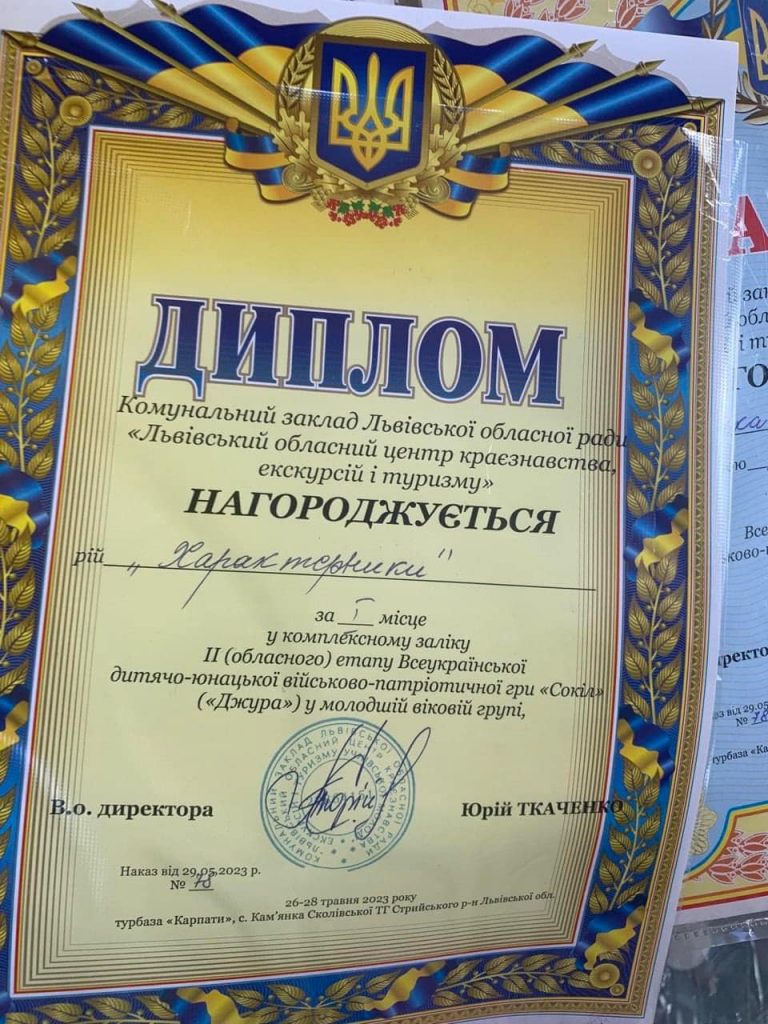 ДИПЛОМ
Комунальний заклад Львівської обласної ради
«Львівський обласний центр краєзнавства,
екскурсій і туризму»
НАГОРОДЖУЄТЬСЯ
рій „Характерники"
за І місце
у комплексному заліку
ІІ (обласного) етапу Всеукраїнської
дитячо-юнацької військово-патріотичної гри «Сокіл»
(«Джура») у молодшій віковій групі,
В.о. директора
Юрій ТКАЧЕНКО
Наказ від 29.05.2023 р.
№ 78
26-28 травня 2023 року
турбаза «Карпати», с. Кам’янка Сколівської ТГ Стрийського р-н Львівської обл.